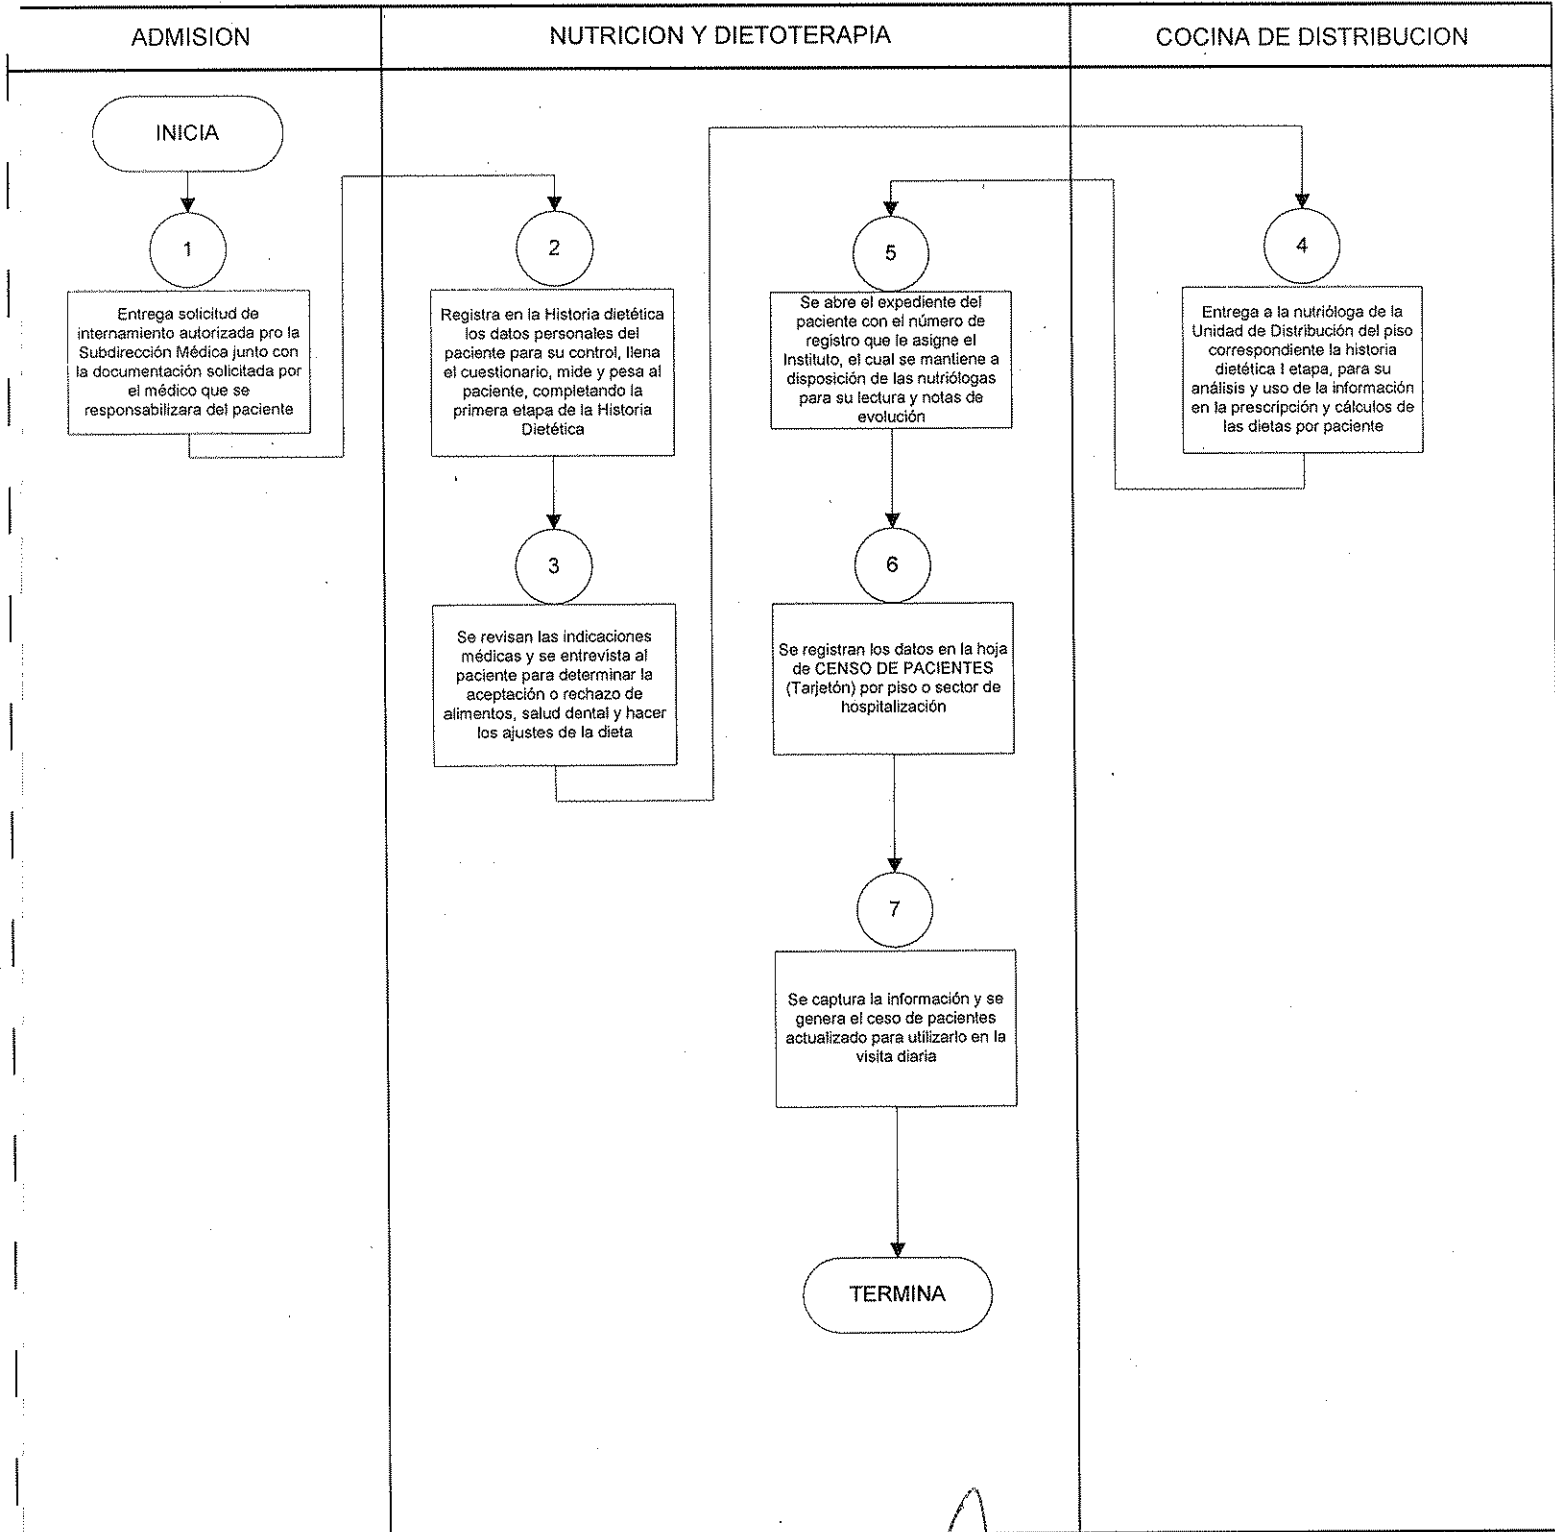 ADMISION
NUTRICION Y DIETOTERAPIA
COCINA DE DISTRIBUCION
INICIA
1
Entrega solicitud de
internamiento autorizada pro la
Subdirección Médica junto con
la documentación solicitada por
el médico que se
responsabilizara del paciente
2
Registra en la Historia dietética
los datos personales del
paciente para su control, llena
el cuestionario, mide y pesa al
paciente, completando la
primera etapa de la Historia
Dietética
3
Se revisan las indicaciones
médicas y se entrevista al
paciente para determinar la
aceptación o rechazo de
alimentos, salud dental y hacer
los ajustes de la dieta
4
Entrega a la nutrióloga de la
Unidad de Distribución del piso
correspondiente la historia
dietética I etapa, para su
análisis y uso de la información
en la prescripción y cálculos de
las dietas por paciente
5
Se abre el expediente del
paciente con el número de
registro que le asigne el
Instituto, el cual se mantiene a
disposición de las nutriólogas
para su lectura y notas de
evolución
6
Se registran los datos en la hoja
de CENSO DE PACIENTES
(Tarjetón) por piso o sector de
hospitalización
7
Se captura la información y se
genera el ceso de pacientes
actualizado para utilizarlo en la
visita diaria
TERMINA